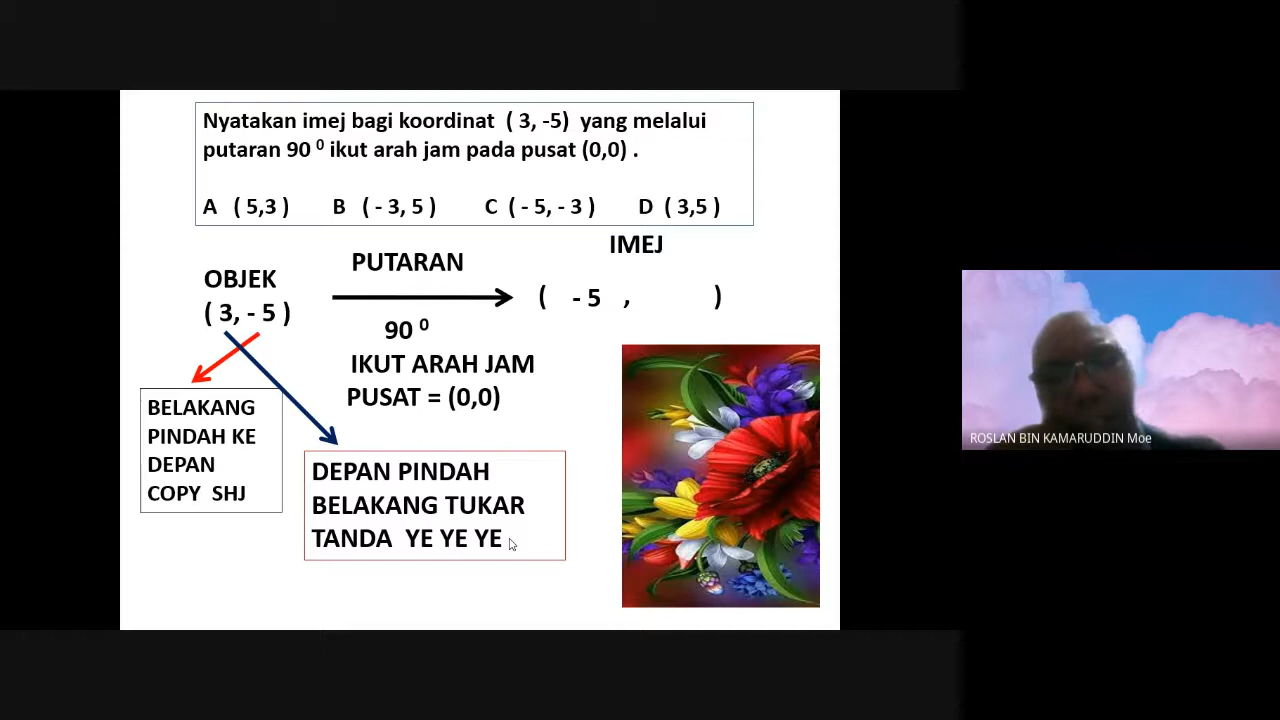 Nyatakan imej bagi koordinat ( 3, -5) yang melalui
putaran 90 ⁰ ikut arah jam pada pusat (0,0) .
A ( 5,3 ) B ( - 3, 5 ) C ( - 5, - 3 ) D ( 3,5 )
IMEJ
PUTARAN
OBJEK
( 3, - 5 )
( - 5 , )
90 ⁰
IKUT ARAH JAM
PUSAT = (0,0)
BELAKANG
PINDAH KE
DEPAN
COPY SHJ
DEPAN PINDAH
BELAKANG TUKAR
TANDA YE YE YE
ROSLAN BIN KAMARUDDIN Moe